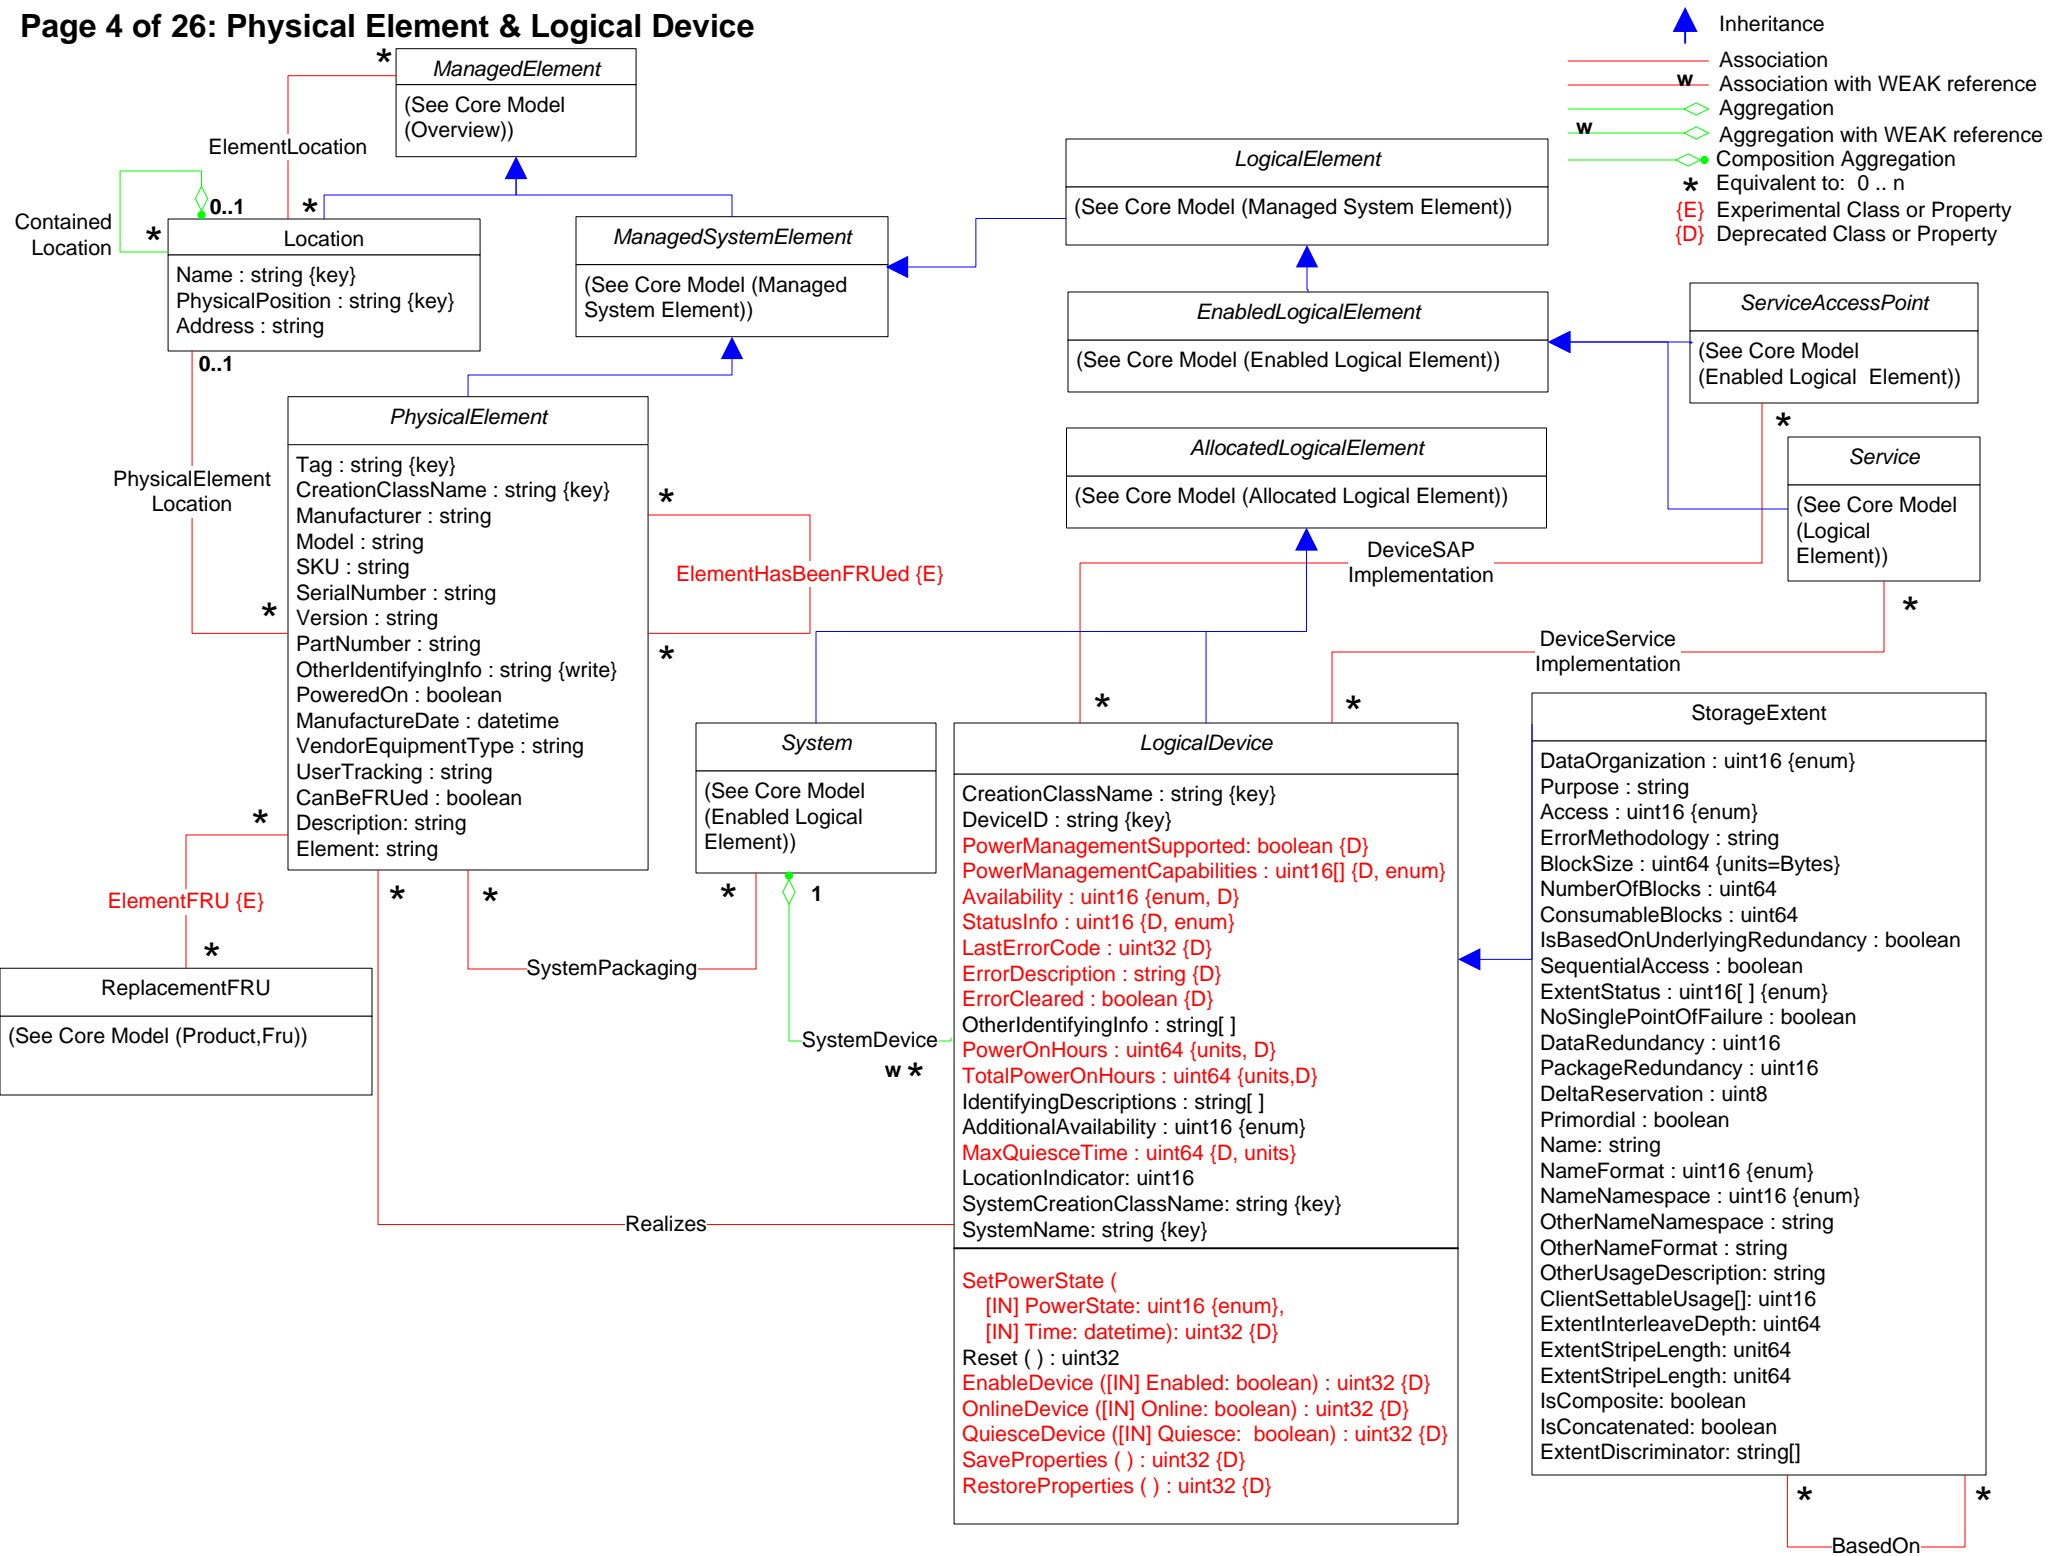 Page 4 of 26: Physical Element & Logical Device
Inheritance
Association
w
Association with WEAK reference
Aggregation
w
Aggregation with WEAK reference
Composition Aggregation
* Equivalent to: 0 .. n
{E} Experimental Class or Property
{D} Deprecated Class or Property
*
ManagedElement
(See Core Model
(Overview))
ElementLocation
Contained
Location
0..1
*
*
Location
Name : string {key}
PhysicalPosition : string {key}
Address : string
0..1
ManagedSystemElement
(See Core Model (Managed
System Element))
LogicalElement
(See Core Model (Managed System Element))
EnabledLogicalElement
(See Core Model (Enabled Logical Element))
ServiceAccessPoint
(See Core Model
(Enabled Logical  Element))
*
AllocatedLogicalElement
(See Core Model (Allocated Logical Element))
Service
(See Core Model
(Logical
Element))
*
PhysicalElement
Location
*
PhysicalElement
Tag : string {key}
CreationClassName : string {key}
Manufacturer : string
Model : string
SKU : string
SerialNumber : string
Version : string
PartNumber : string
OtherIdentifyingInfo : string {write}
PoweredOn : boolean
ManufactureDate : datetime
VendorEquipmentType : string
UserTracking : string
CanBeFRUed : boolean
Description: string
Element: string
*
ElementHasBeenFRUed {E}
*
DeviceSAP
Implementation
*
DeviceService
Implementation
*
*
ElementFRU {E}
*
ReplacementFRU
(See Core Model (Product,Fru))
*
*
SystemPackaging
*
System
(See Core Model
(Enabled Logical
Element))
1
SystemDevice
w *
Realizes
LogicalDevice
CreationClassName : string {key}
DeviceID : string {key}
PowerManagementSupported: boolean {D}
PowerManagementCapabilities : uint16[] {D, enum}
Availability : uint16 {enum, D}
StatusInfo : uint16 {D, enum}
LastErrorCode : uint32 {D}
ErrorDescription : string {D}
ErrorCleared : boolean {D}
OtherIdentifyingInfo : string[ ]
PowerOnHours : uint64 {units, D}
TotalPowerOnHours : uint64 {units,D}
IdentifyingDescriptions : string[ ]
AdditionalAvailability : uint16 {enum}
MaxQuiesceTime : uint64 {D, units}
LocationIndicator: uint16
SystemCreationClassName: string {key}
SystemName: string {key}
SetPowerState (
[IN] PowerState: uint16 {enum},
[IN] Time: datetime): uint32 {D}
Reset ( ) : uint32
EnableDevice ([IN] Enabled: boolean) : uint32 {D}
OnlineDevice ([IN] Online: boolean) : uint32 {D}
QuiesceDevice ([IN] Quiesce:  boolean) : uint32 {D}
SaveProperties ( ) : uint32 {D}
RestoreProperties ( ) : uint32 {D}
StorageExtent
DataOrganization : uint16 {enum}
Purpose : string
Access : uint16 {enum}
ErrorMethodology : string
BlockSize : uint64 {units=Bytes}
NumberOfBlocks : uint64
ConsumableBlocks : uint64
IsBasedOnUnderlyingRedundancy : boolean
SequentialAccess : boolean
ExtentStatus : uint16[ ] {enum}
NoSinglePointOfFailure : boolean
DataRedundancy : uint16
PackageRedundancy : uint16
DeltaReservation : uint8
Primordial : boolean
Name: string
NameFormat : uint16 {enum}
NameNamespace : uint16 {enum}
OtherNameNamespace : string
OtherNameFormat : string
OtherUsageDescription: string
ClientSettableUsage[]: uint16
ExtentInterleaveDepth: uint64
ExtentStripeLength: unit64
ExtentStripeLength: unit64
IsComposite: boolean
IsConcatenated: boolean
ExtentDiscriminator: string[]
*
*
BasedOn